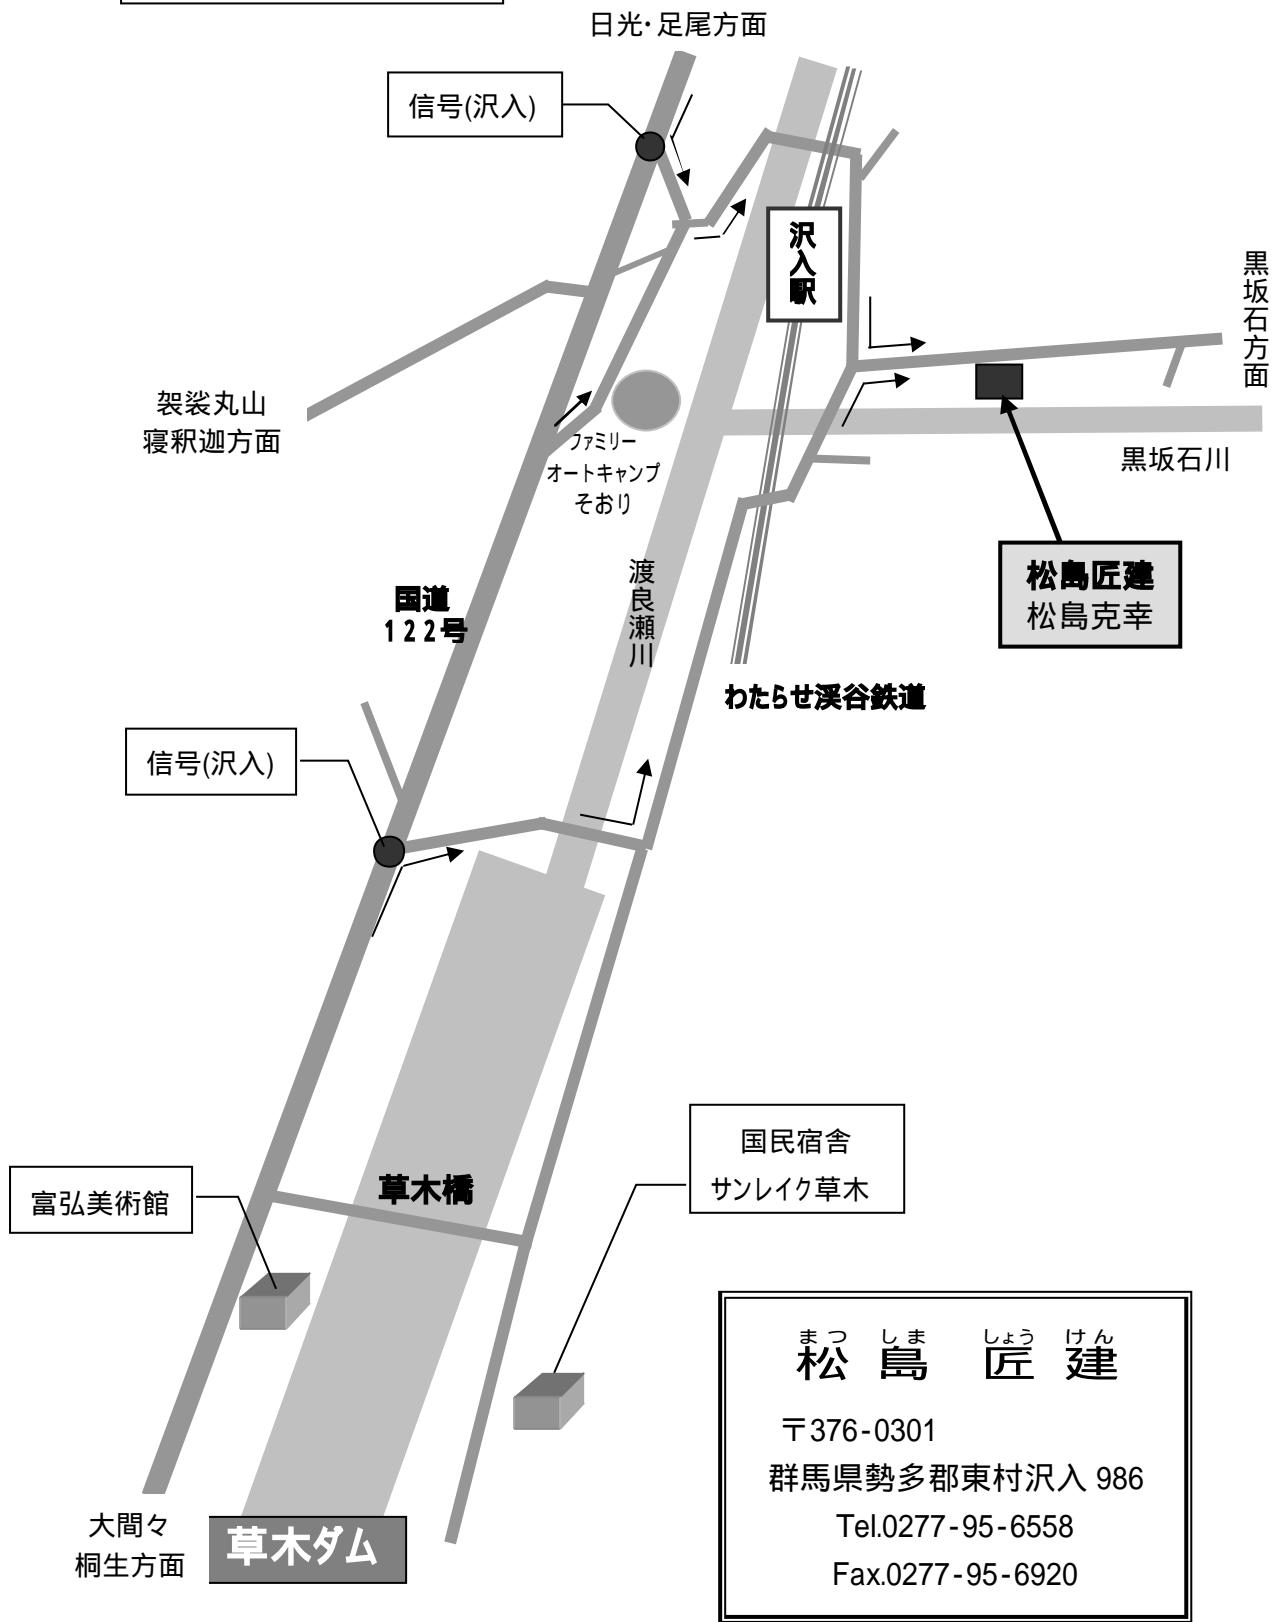 日光・足尾方面
信号(沢入)
沢入駅
黒坂石方面
袈裟丸山
寝釈迦方面
ファミリー
オートキャンプ
そおり
黒坂石川
松島匠建
松島克幸
国道
122号
渡良瀬川
わたらせ渓谷鉄道
信号(沢入)
国民宿舎
サンレイク草木
富弘美術館
草木橋
まつ しま しょう けん
松島 匠建
〒376-0301
群馬県勢多郡東村沢入 986
Tel.0277-95-6558
Fax.0277-95-6920
大間々
桐生方面
草木ダム